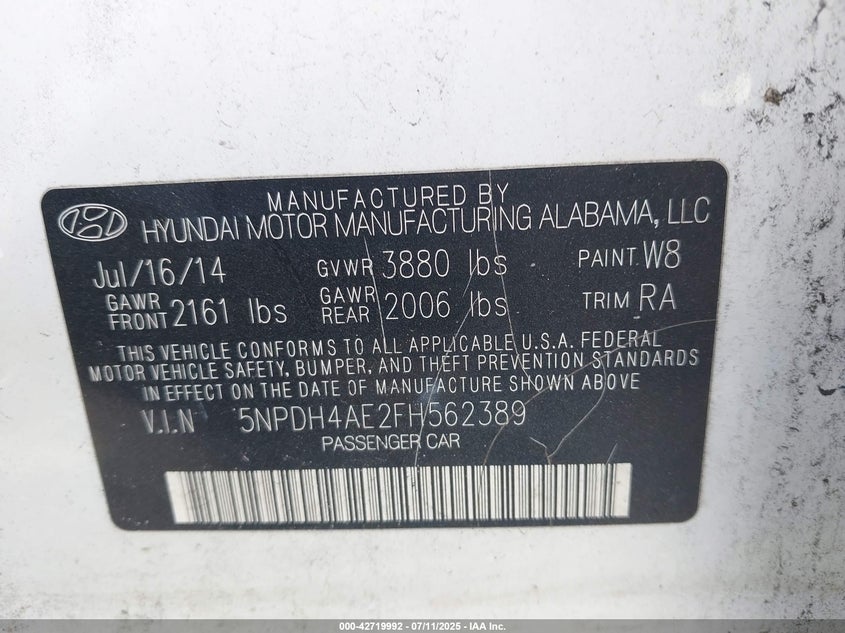 MANUFACTURED BY
HYUNDAI MOTOR MANUFACTURING ALABAMA, LLC
Jul/16/14 GVWR 3880 lbs PAINT W8
GAWR FRONT 2161 lbs GAWR REAR 2006 lbs TRIM RA
THIS VEHICLE CONFORMS TO ALL APPLICABLE U.S.A. FEDERAL
MOTOR VEHICLE SAFETY, BUMPER, AND THEFT PREVENTION STANDARDS
IN EFFECT ON THE DATE OF MANUFACTURE SHOWN ABOVE
V.I.N 5NPDH4AE2FH562389
PASSENGER CAR
000-42719992 - 07/11/2025 - IAA Inc.